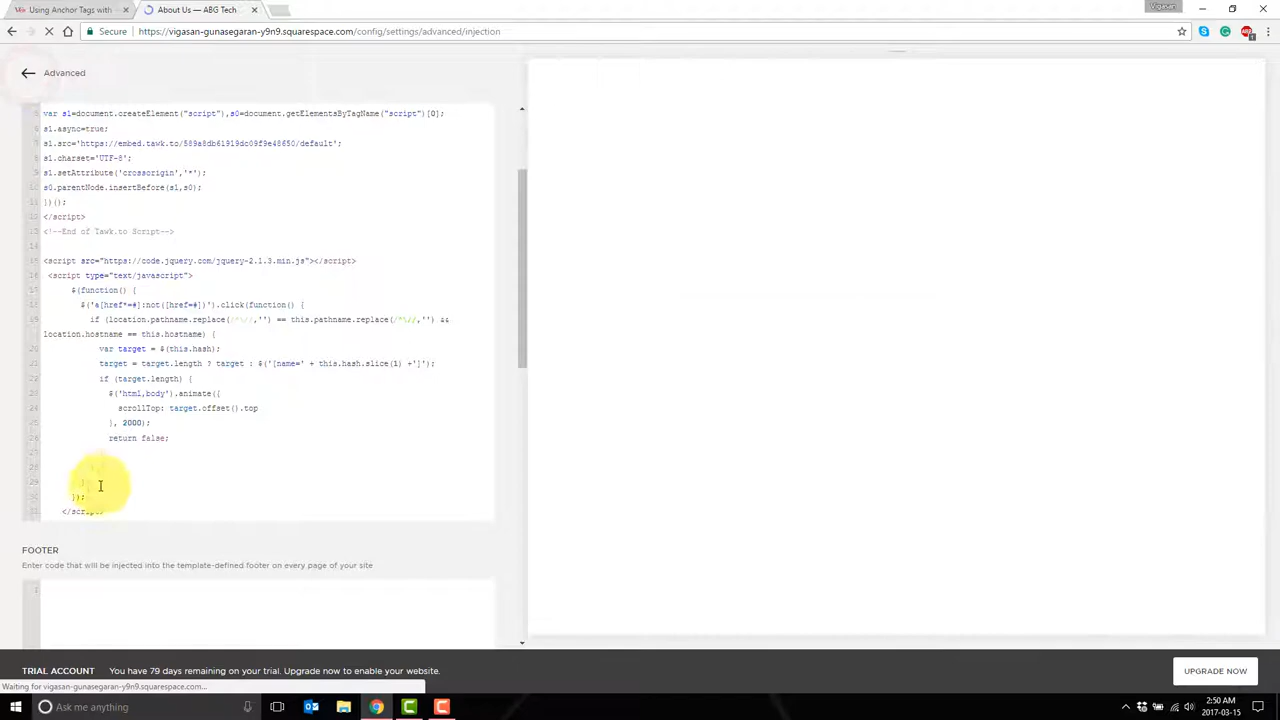 Using Anchor Tags with
About Us — ABG Tech
Vigasan
Secure
https://vigasan-gunasegaran-y9n9.squarespace.com/config/settings/advanced/injection
Advanced
var s1=document.createElement("script"),s0=document.getElementsByTagName("script")[0];
s1.async=true;
s1.src='https://embed.tawk.to/589a8db61919dc09f9e48650/default';
s1.charset='UTF-8';
s1.setAttribute('crossorigin','*');
s0.parentNode.insertBefore(s1,s0);
})();
</script>
<!--End of Tawk.to Script-->
<script src="https://code.jquery.com/jquery-2.1.3.min.js"></script>
<script type="text/javascript">
$(function() {
$('a[href*=#]:not([href=#])').click(function() {
if (location.pathname.replace(/^\//,'') == this.pathname.replace(/^\//,'') &&
location.hostname == this.hostname) {
var target = $(this.hash);
target = target.length ? target : $('[name=' + this.hash.slice(1) +']');
if (target.length) {
$('html,body').animate({
scrollTop: target.offset().top
}, 2000);
return false;
});
</script>
FOOTER
Enter code that will be injected into the template-defined footer on every page of your site
1
TRIAL ACCOUNT You have 79 days remaining on your trial. Upgrade now to enable your website.
UPGRADE NOW
Waiting for vigasan-gunasegaran-y9n9.squarespace.com...
Ask me anything
2:50 AM
2017-03-15